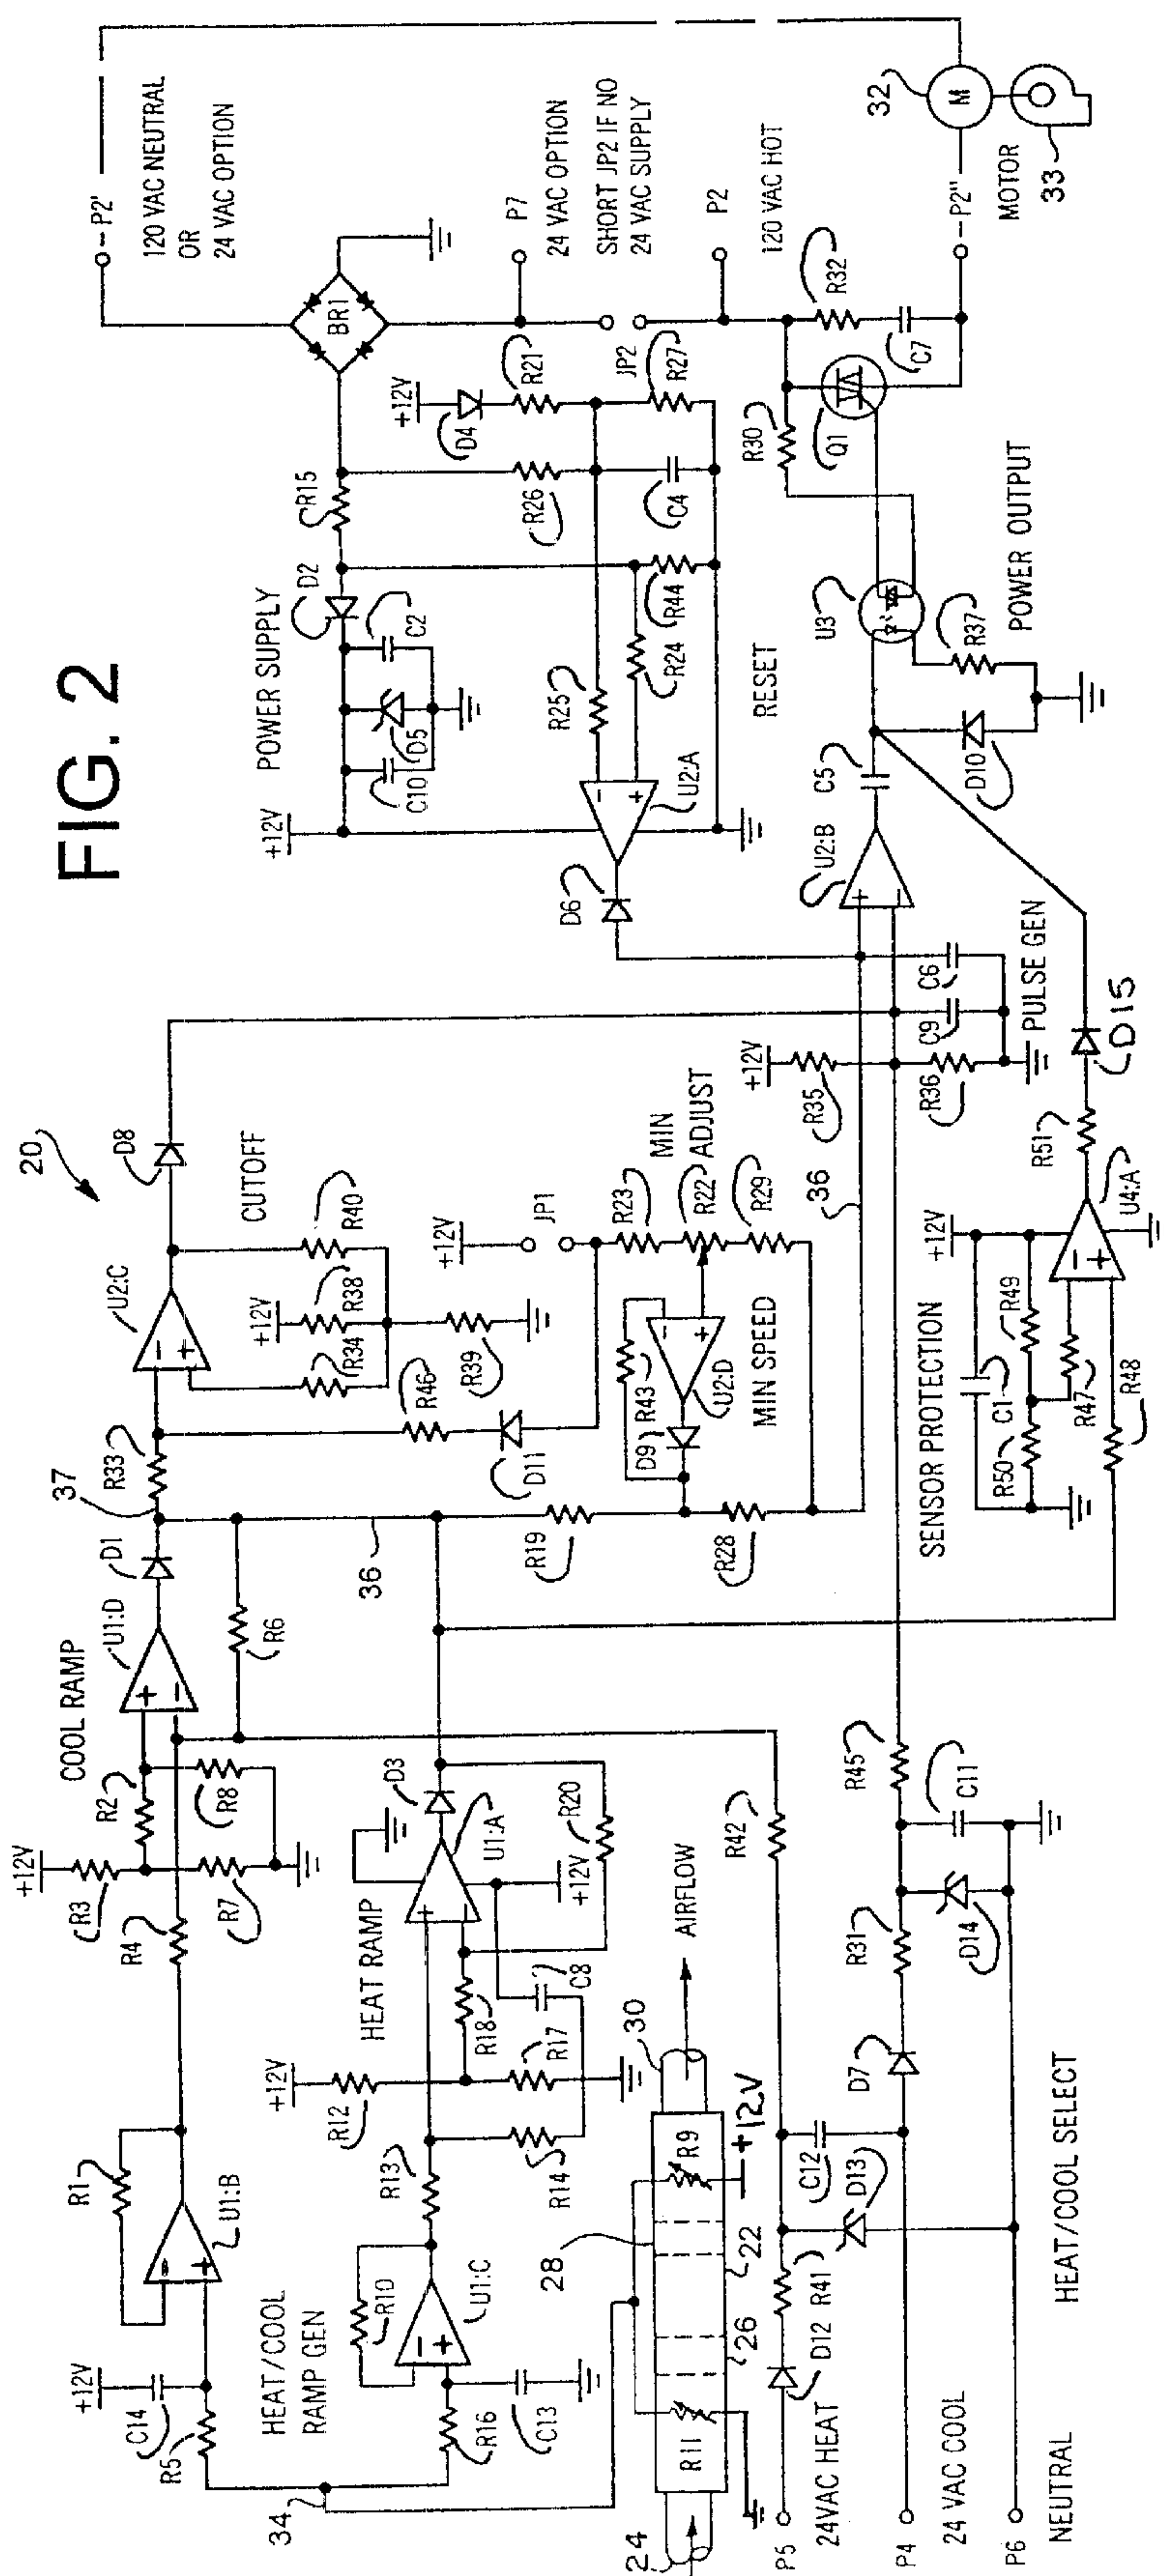 FIG. 2
20
COOL RAMP
+12V
R3
R2
R7
R8
R4
U1:D
D1
37
R33
R6
36
R1
U1:B
+12V
C14
R5
34
HEAT/COOL
RAMP GEN
R10
U1:C
R16
C13
R13
R14
+12V
R12
R17
R18
HEAT RAMP
U1:A
D3
R20
+12V
C8
CUTOFF
U2:C
D8
+12V
R34
R38
R40
R39
R46
D11
+12V
JP1
R43
D9
U2:D
MIN SPEED
R23
R22
R29
MIN
ADJUST
R19
R28
36
POWER SUPPLY
+12V
C10
D5
C2
D2
R15
BR1
P2'
120 VAC NEUTRAL
OR
24 VAC OPTION
+12V
D4
R21
R26
R27
C4
R25
R24
R44
RESET
U2:A
D6
JP2
P7
24 VAC OPTION
SHORT JP2 IF NO
24 VAC SUPPLY
P2
120 VAC HOT
R30
Q1
R32
C7
P2''
32
M
MOTOR
33
U2:B
C5
U3
R37
D10
POWER OUTPUT
+12V
R35
R36
C9
C6
PULSE GEN
SENSOR PROTECTION
+12V
C1
R49
R50
R47
R48
U4:A
R51
D15
24
R11
26
28
22
R9
30
+12V
AIRFLOW
P5
24VAC HEAT
D12
R41
D13
C12
R42
P4
24 VAC COOL
D7
R31
D14
C11
R45
P6
NEUTRAL
HEAT/COOL SELECT